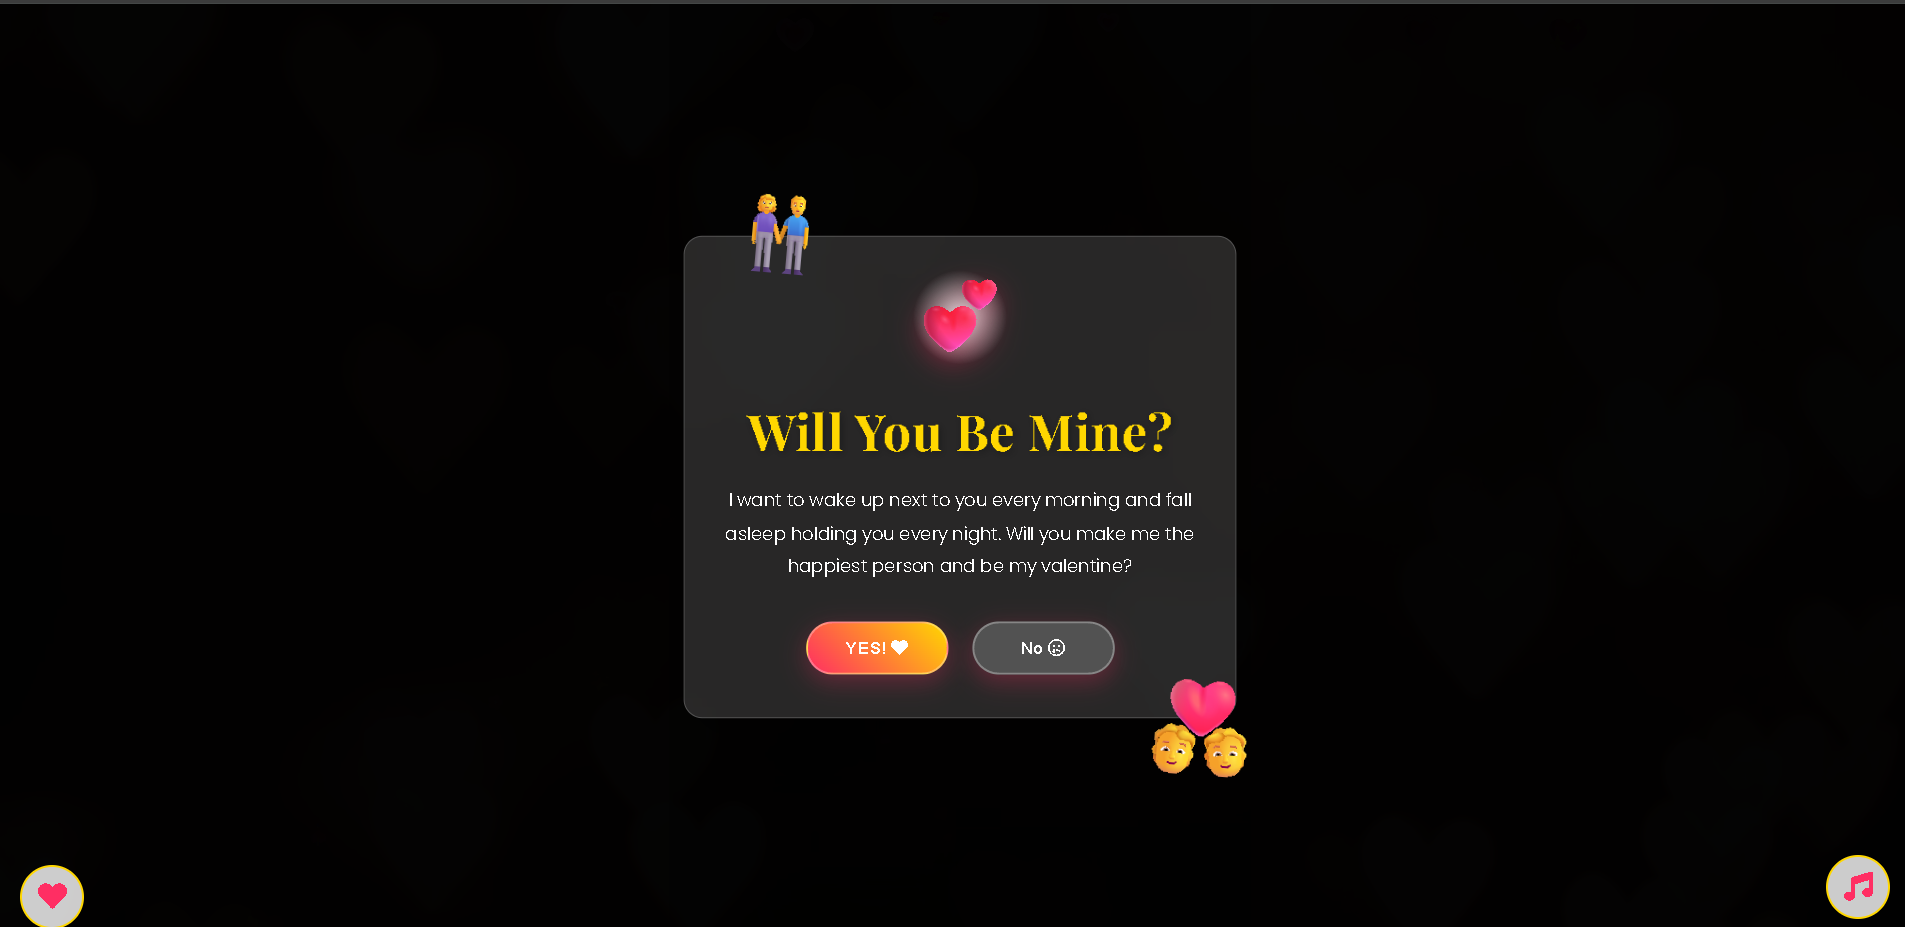 Will You Be Mine?
I want to wake up next to you every morning and fall
asleep holding you every night. Will you make me the
happiest person and be my valentine?
YES!
No